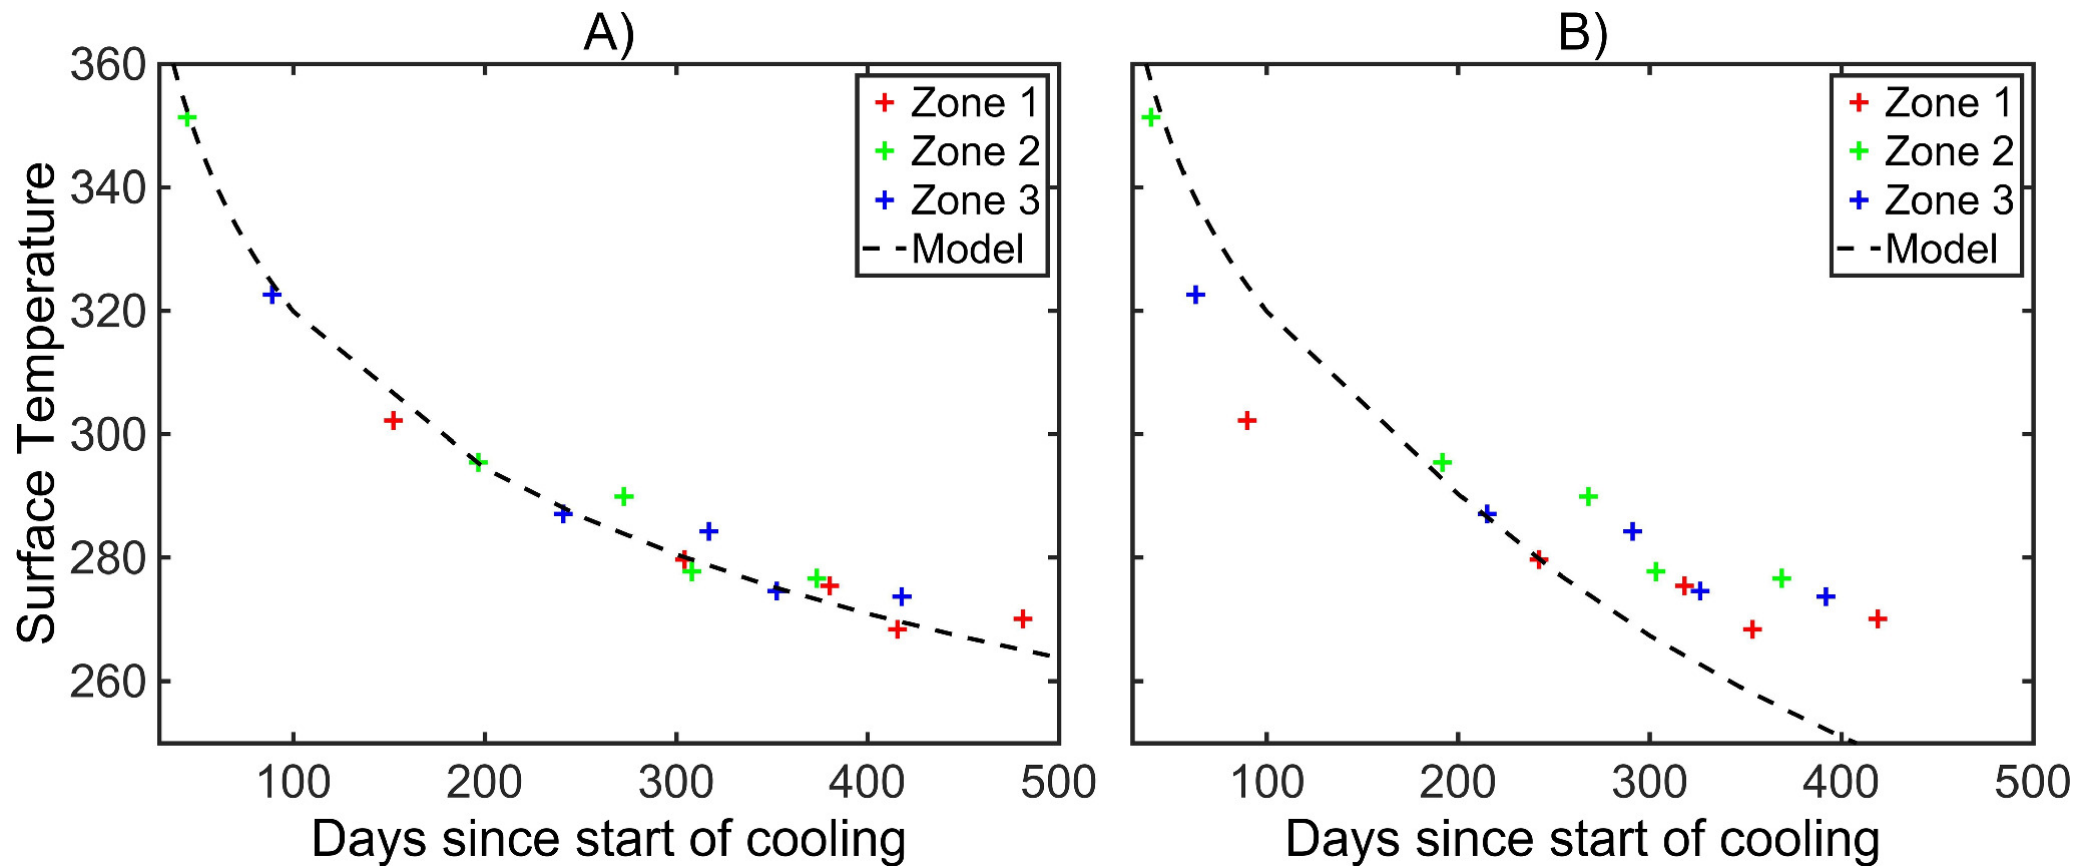 A)
B)
360
340
320
300
280
260
Surface Temperature
Zone 1
Zone 2
Zone 3
Model
100 200 300 400 500
Days since start of cooling
Zone 1
Zone 2
Zone 3
Model
100 200 300 400 500
Days since start of cooling